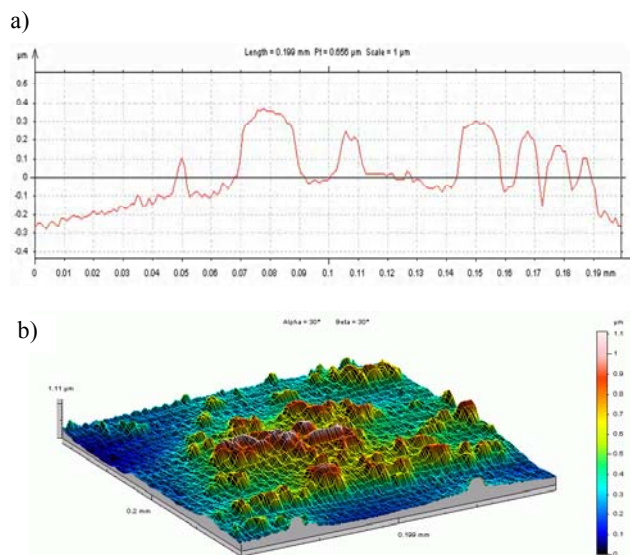 a)
µm
Length = 0.199 mm Pt = 0.656 µm Scale = 1 µm
0.6
0.5
0.4
0.3
0.2
0.1
0
-0.1
-0.2
-0.3
-0.4
0 0.01 0.02 0.03 0.04 0.05 0.06 0.07 0.08 0.09 0.1 0.11 0.12 0.13 0.14 0.15 0.16 0.17 0.18 0.19 mm
b)
Alpha = 30° Beta = 30°
µm
1.1
1
0.9
0.8
0.7
0.6
0.5
0.4
0.3
0.2
0.1
0
1.11 µm
0.2 mm
0.199 mm